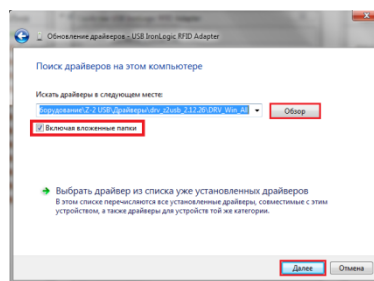 Обновление драйверов - USB IronLogic RFID Adapter
Поиск драйверов на этом компьютере
Искать драйверы в следующем месте:
борудование\Z-2 USB\Драйверы\drv_z2usb_2.12.26\DRV_Win_All
Обзор
Включая вложенные папки
Выбрать драйвер из списка уже установленных драйверов
В этом списке перечисляются все установленные драйверы, совместимые с этим
устройством, а также драйверы для устройств той же категории.
Далее
Отмена